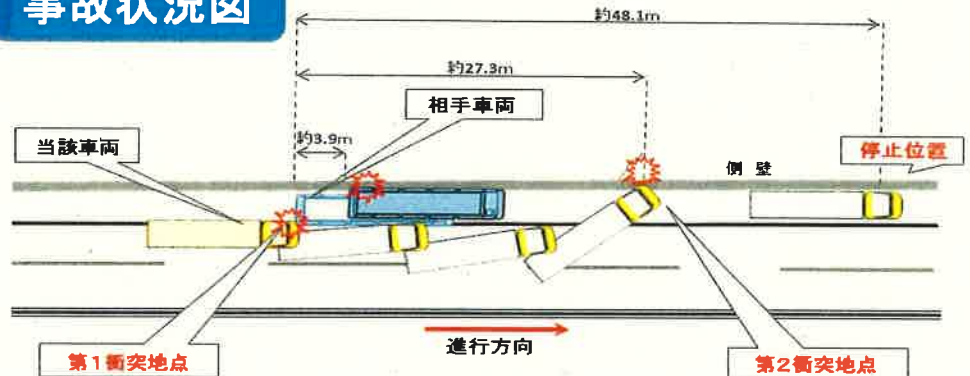 事故状況図
約48.1m
約27.3m
相手車両
約3.9m
当該車両
側壁
停止位置
第1衝突地点
進行方向
第2衝突地点